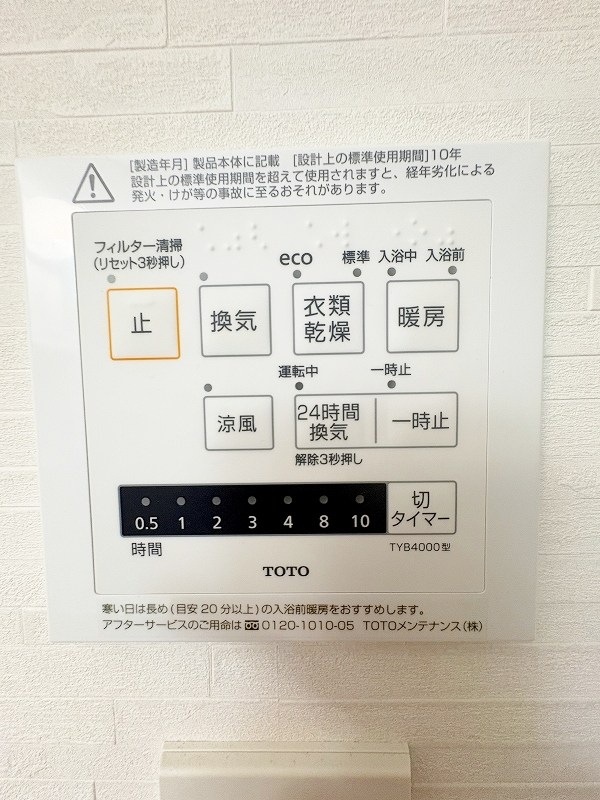 [製造年月] 製品本体に記載 [設計上の標準使用期間]10年
設計上の標準使用期間を超えて使用されますと、経年劣化による
発火・けが等の事故に至るおそれがあります。
フィルター清掃
(リセット3秒押し)
eco
標準
入浴中
入浴前
止
換気
衣類
乾燥
暖房
運転中
一時止
涼風
24時間
換気
一時止
解除3秒押し
0.5 1 2 3 4 8 10
切
タイマー
時間
TYB4000型
TOTO
寒い日は長め(目安20分以上)の入浴前暖房をおすすめします。
アフターサービスのご用命は 0120-1010-05 TOTOメンテナンス(株)